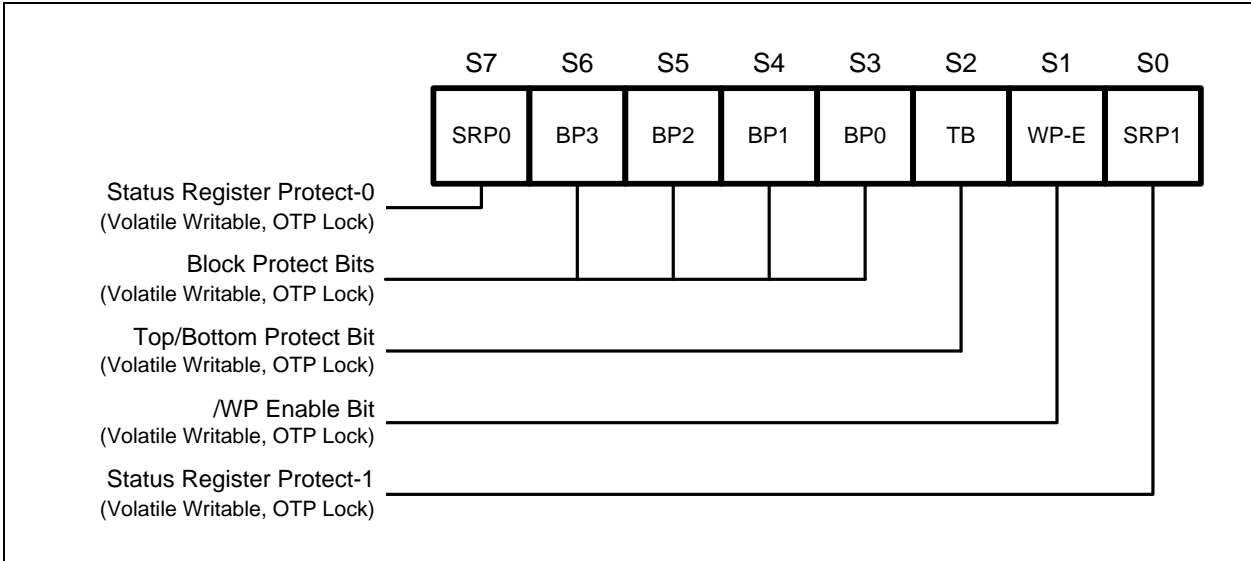 S7 S6 S5 S4 S3 S2 S1 S0
SRP0 BP3 BP2 BP1 BP0 TB WP-E SRP1
Status Register Protect-0
(Volatile Writable, OTP Lock)
Block Protect Bits
(Volatile Writable, OTP Lock)
Top/Bottom Protect Bit
(Volatile Writable, OTP Lock)
/WP Enable Bit
(Volatile Writable, OTP Lock)
Status Register Protect-1
(Volatile Writable, OTP Lock)